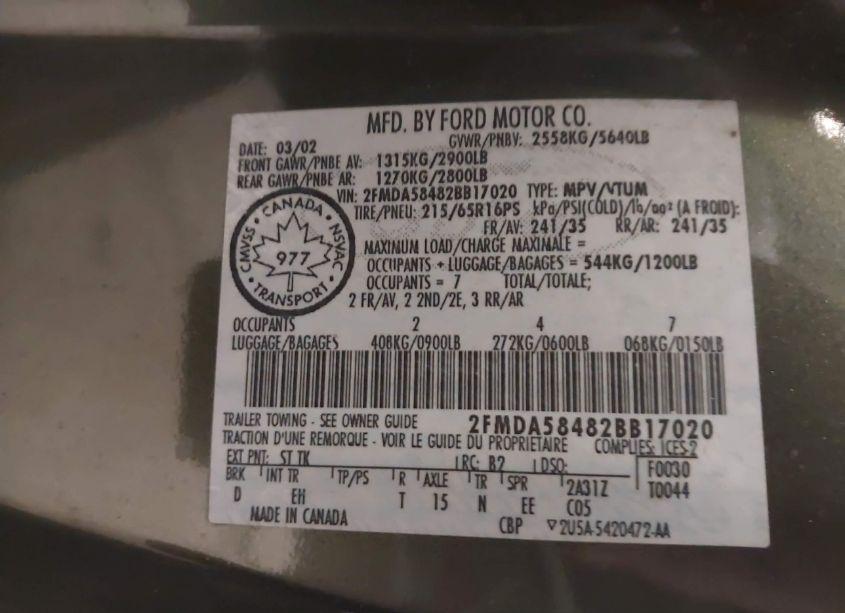 MFD. BY FORD MOTOR CO.
DATE: 03/02 GVWR/PNBV: 2558KG/5640LB
FRONT GAWR/PNBE AV: 1315KG/2900LB
REAR GAWR/PNBE AR: 1270KG/2800LB
VIN: 2FMDA58482BB17020 TYPE: MPV/VTUM
TIRE/PNEU: 215/65R16PS kPa/PSI(COLD)/lb/po² (A FROID):
FR/AV: 241/35 RR/AR: 241/35
CMVSS · CANADA · NSVAC
977
· TRANSPORT ·
MAXIMUM LOAD/CHARGE MAXIMALE =
OCCUPANTS + LUGGAGE/BAGAGES = 544KG/1200LB
OCCUPANTS = 7 TOTAL/TOTALE;
2 FR/AV, 2 2ND/2E, 3 RR/AR
OCCUPANTS 2 4 7
LUGGAGE/BAGAGES 408KG/0900LB 272KG/0600LB 068KG/0150LB
TRAILER TOWING - SEE OWNER GUIDE 2FMDA58482BB17020
TRACTION D'UNE REMORQUE - VOIR LE GUIDE DU PROPRIETAIRE COMPLIES: ICES-2
EXT PNT: ST TK RC: B2 DSO: F0030
BRK INT TR TP/PS R AXLE TR SPR 2A31Z T0044
D EH T 15 N EE C05
MADE IN CANADA CBP ▽2U5A-5420472-AA